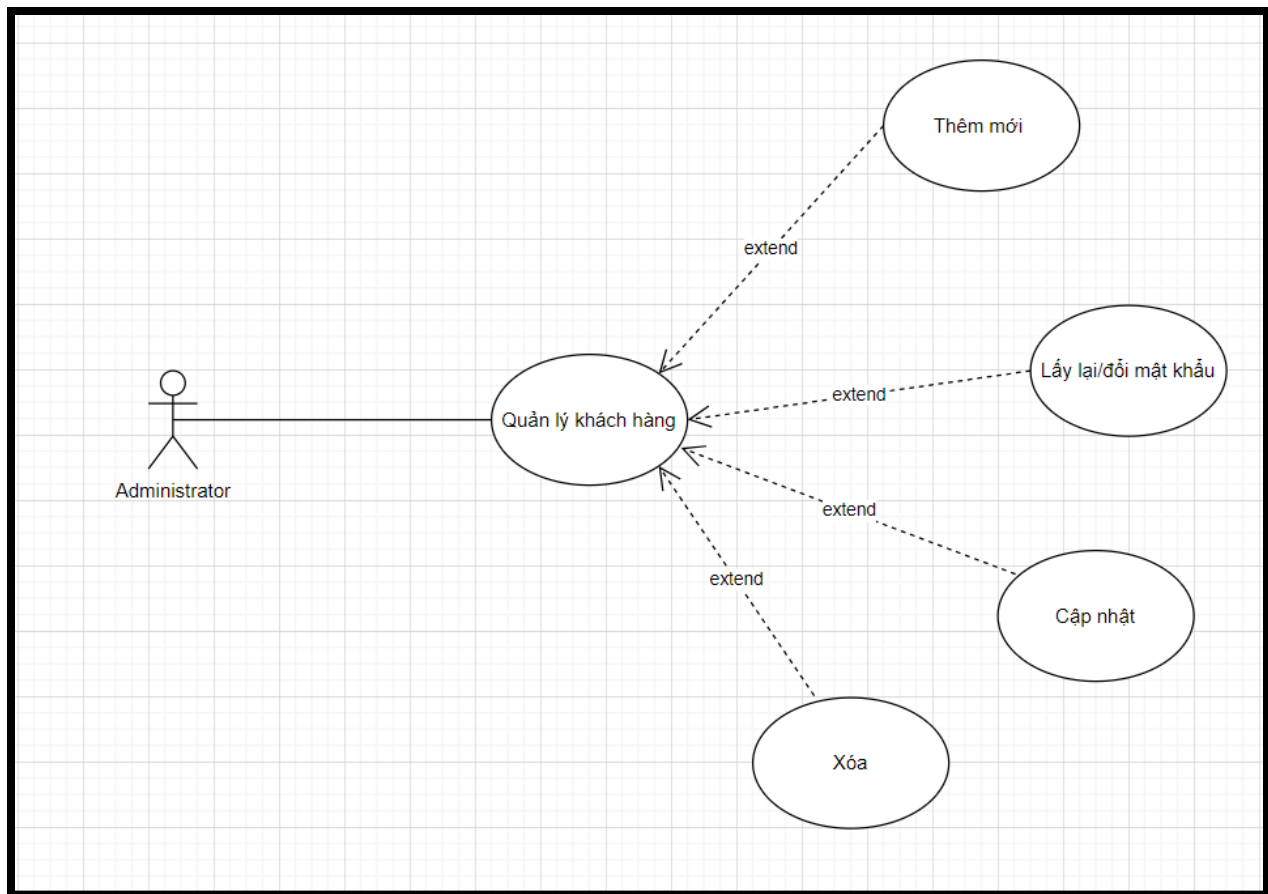 Thêm mới
extend
Lấy lại/đổi mật khẩu
extend
Quản lý khách hàng
Administrator
extend
extend
Cập nhật
Xóa